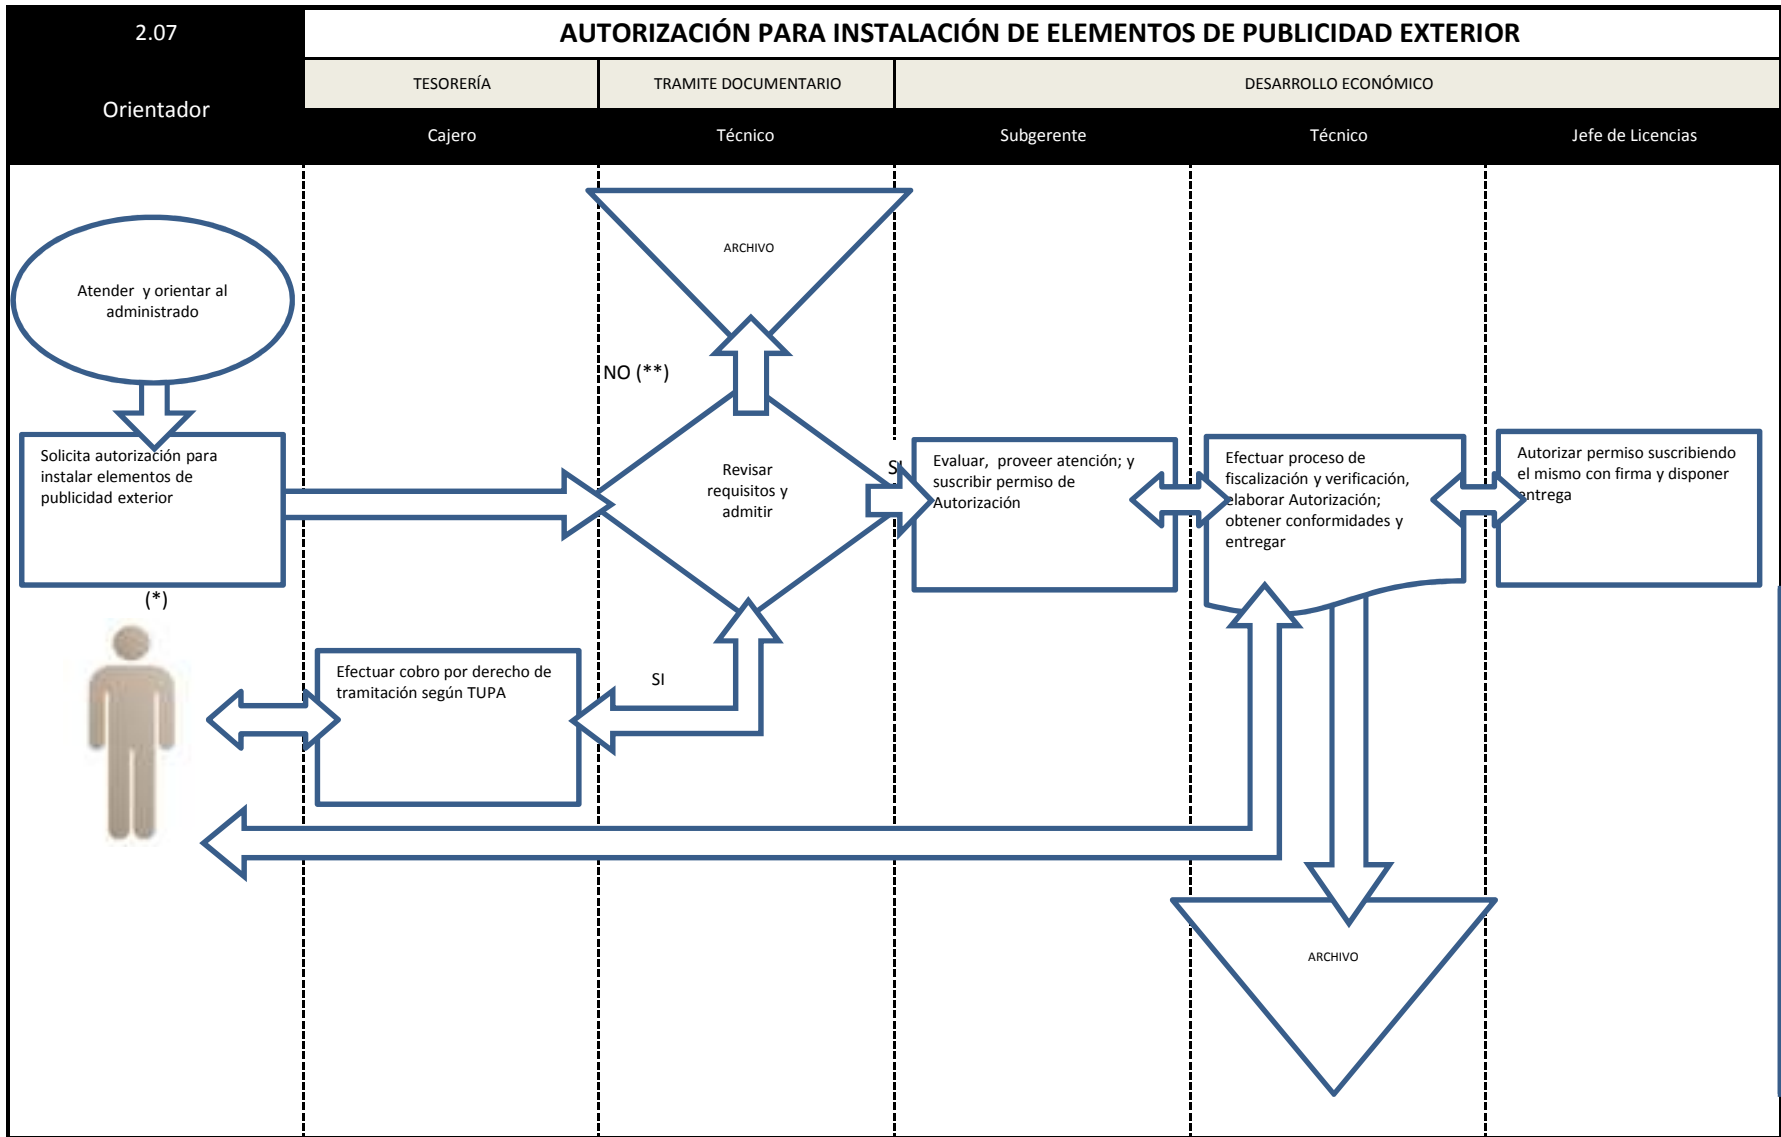 2.07
AUTORIZACIÓN PARA INSTALACIÓN DE ELEMENTOS DE PUBLICIDAD EXTERIOR
Orientador
TESORERÍA
TRAMITE DOCUMENTARIO
DESARROLLO ECONÓMICO
Cajero
Técnico
Subgerente
Técnico
Jefe de Licencias
ARCHIVO
Atender y orientar al
administrado
NO (**)
Solicita autorización para
instalar elementos de
publicidad exterior
Revisar
requisitos y
admitir
SI
Evaluar, proveer atención; y
suscribir permiso de
Autorización
Efectuar proceso de
fiscalización y verificación,
elaborar Autorización;
obtener conformidades y
entregar
Autorizar permiso suscribiendo
el mismo con firma y disponer
entrega
(*)
Efectuar cobro por derecho de
tramitación según TUPA
SI
ARCHIVO